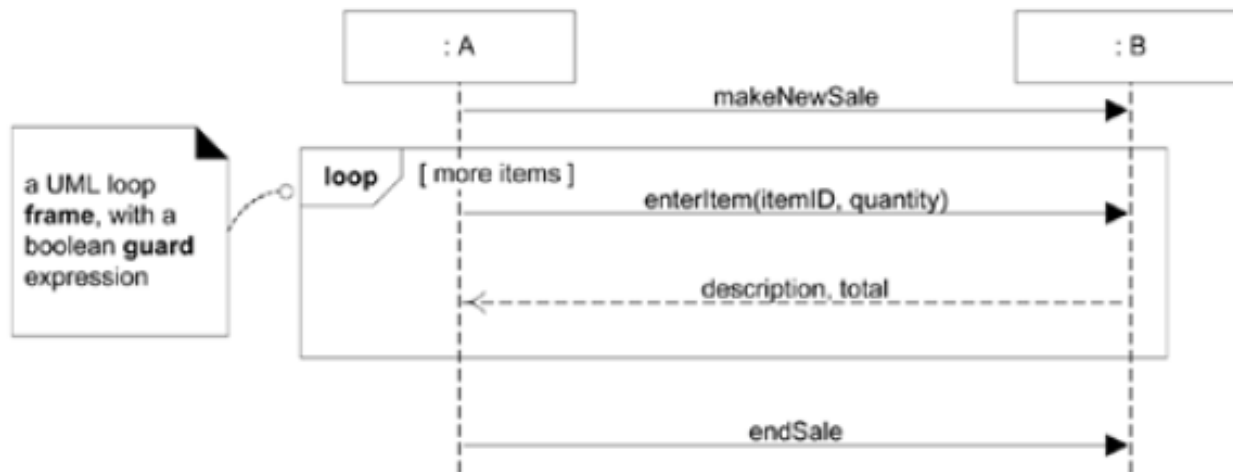 : A
: B
makeNewSale
a UML loop
frame, with a
boolean guard
expression
loop
[ more items ]
enterItem(itemID, quantity)
description, total
endSale